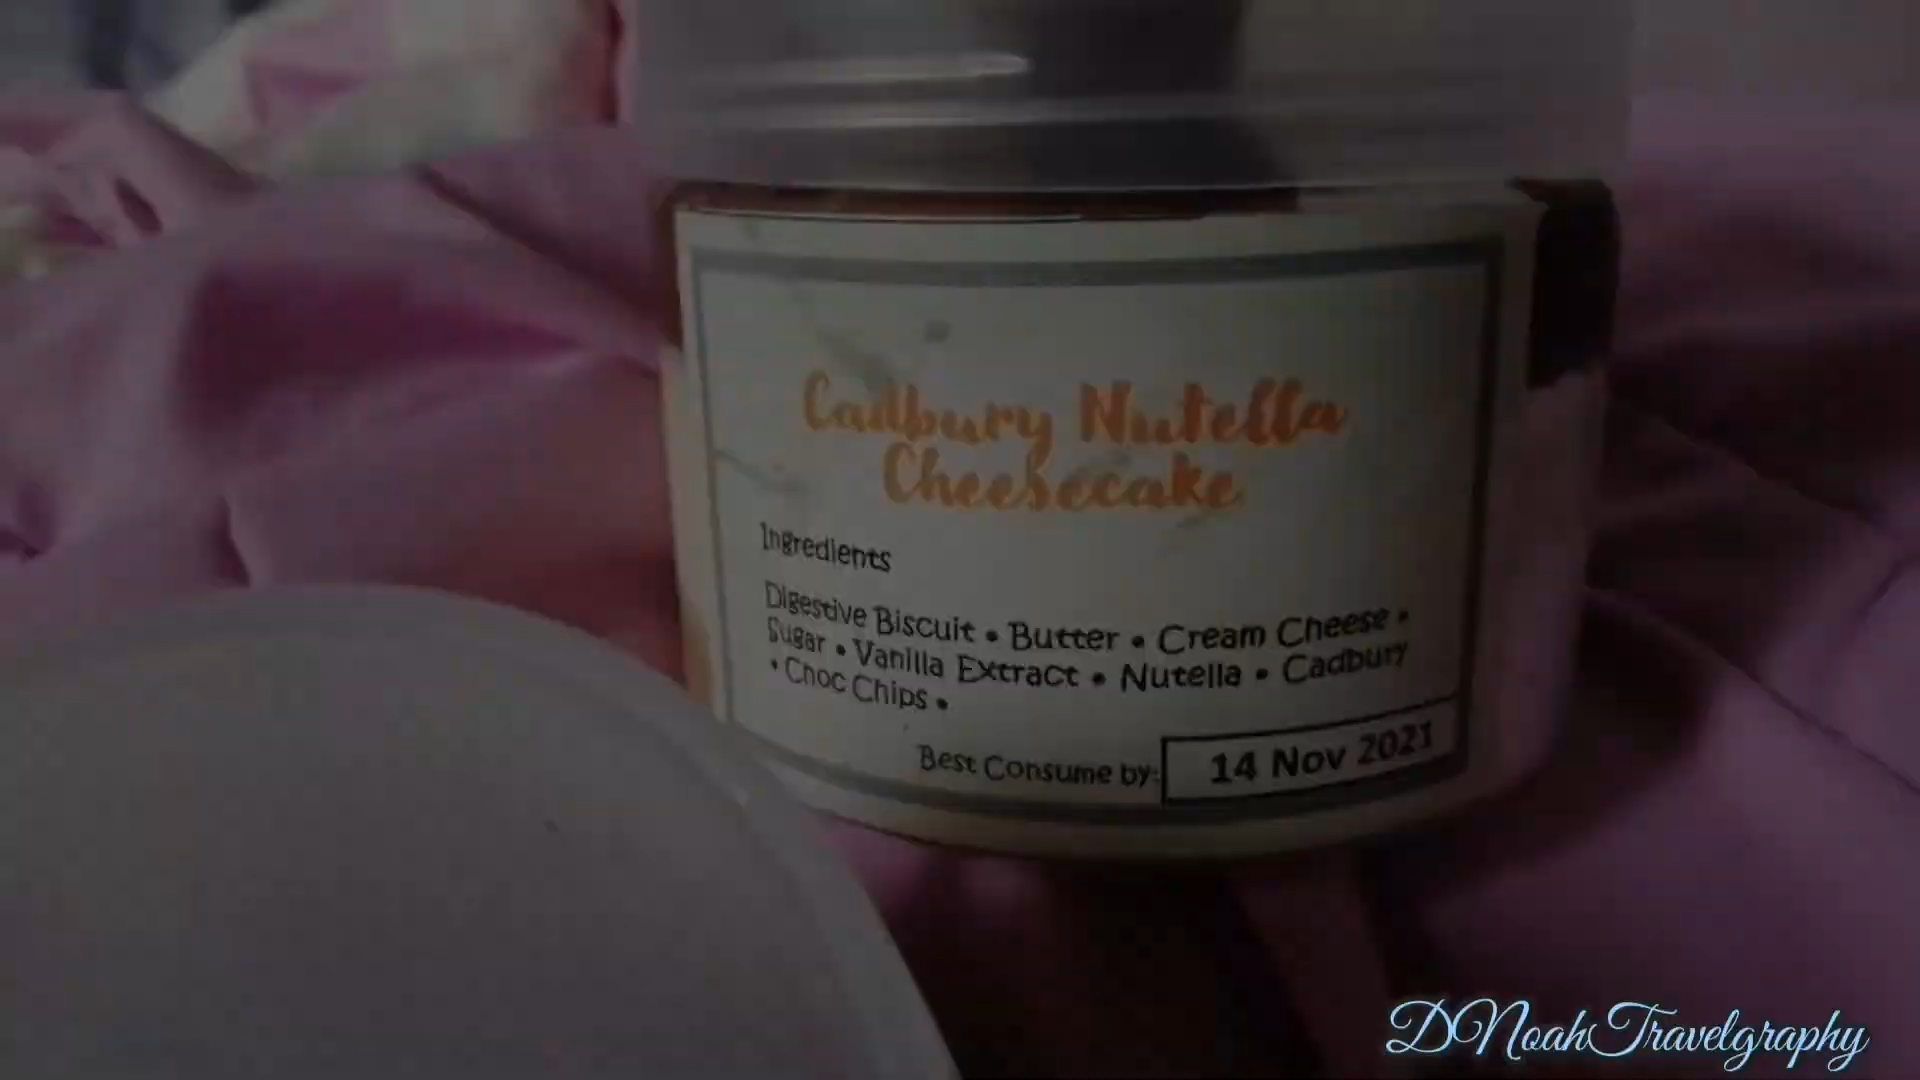 Cadbury Nutella
Cheesecake
Ingredients
Digestive Biscuit • Butter • Cream Cheese •
Sugar • Vanilla Extract • Nutella • Cadbury
• Choc Chips •
Best Consume by: 14 Nov 2021
DNoahTravelgraphy